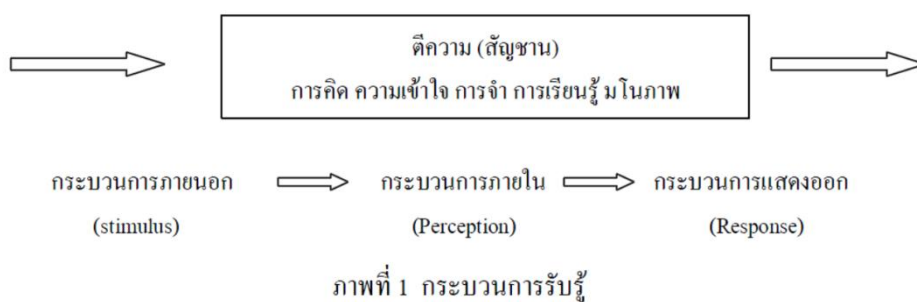 ตีความ (สัญชาน)
การคิด ความเข้าใจ การจำ การเรียนรู้ มโนภาพ
กระบวนการภายนอก กระบวนการภายใน กระบวนการแสดงออก
(stimulus) (Perception) (Response)
ภาพที่ 1 กระบวนการรับรู้